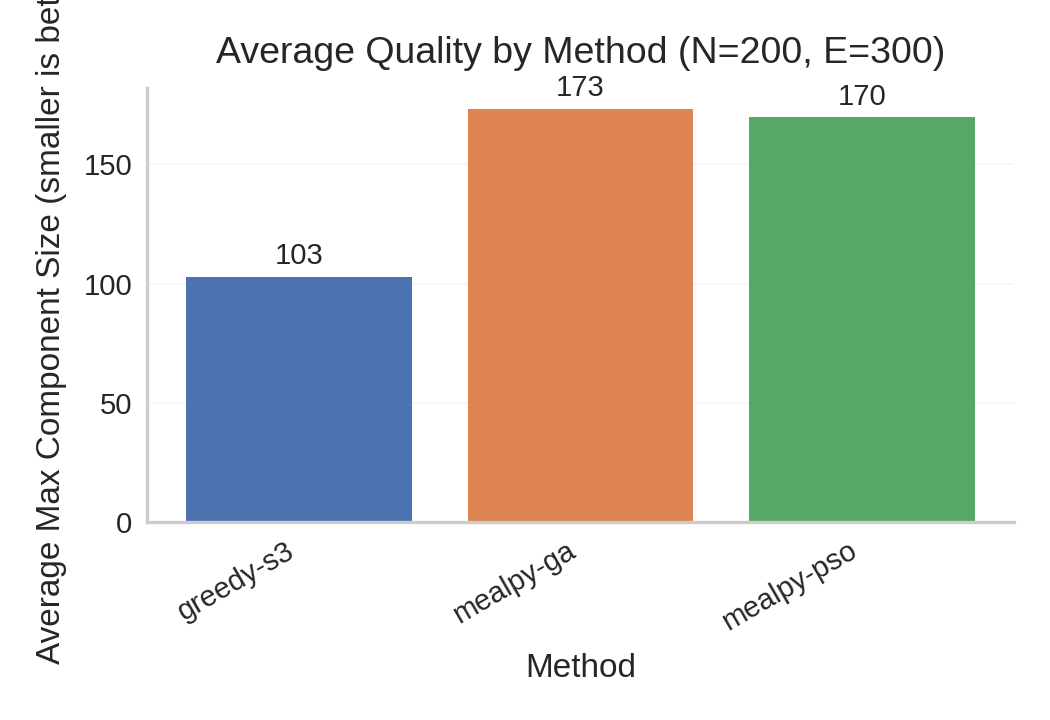 Average Quality by Method (N=200, E=300)
Average Max Component Size (smaller is
173
170
103
150
100
50
0
greedy-s3
mealpy-ga
mealpy-pso
Method